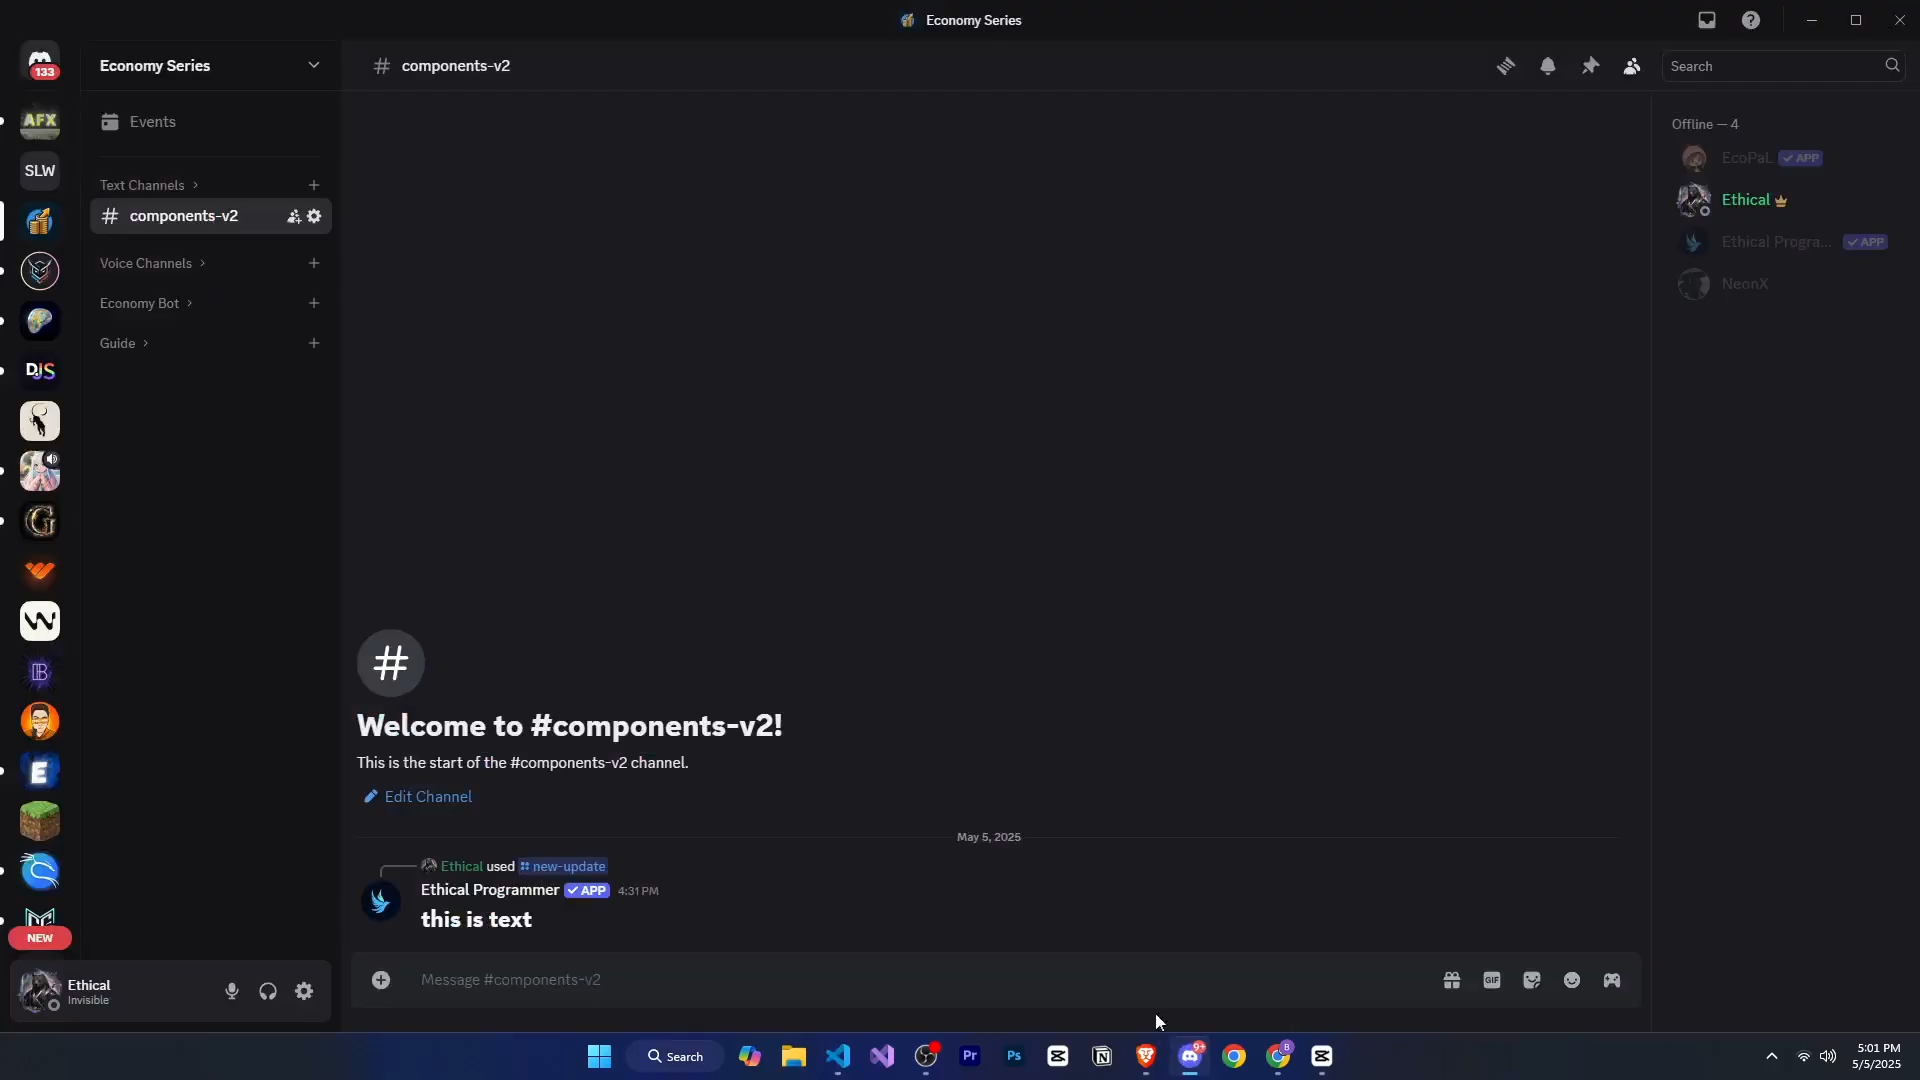 Economy Series
133
Economy Series
components-v2
Search
Events
Offline — 4
AFX
EcoPaL
APP
SLW
Text Channels
Ethical
components-v2
Ethical Progra...
APP
Voice Channels
NeonX
Economy Bot
Guide
DJS
G
Welcome to #components-v2!
This is the start of the #components-v2 channel.
E
Edit Channel
May 5, 2025
Ethical used new-update
Ethical Programmer APP 4:31 PM
this is text
NEW
Message #components-v2
GIF
Ethical
Invisible
Search
Pr
Ps
9+
B
5:01 PM
5/5/2025